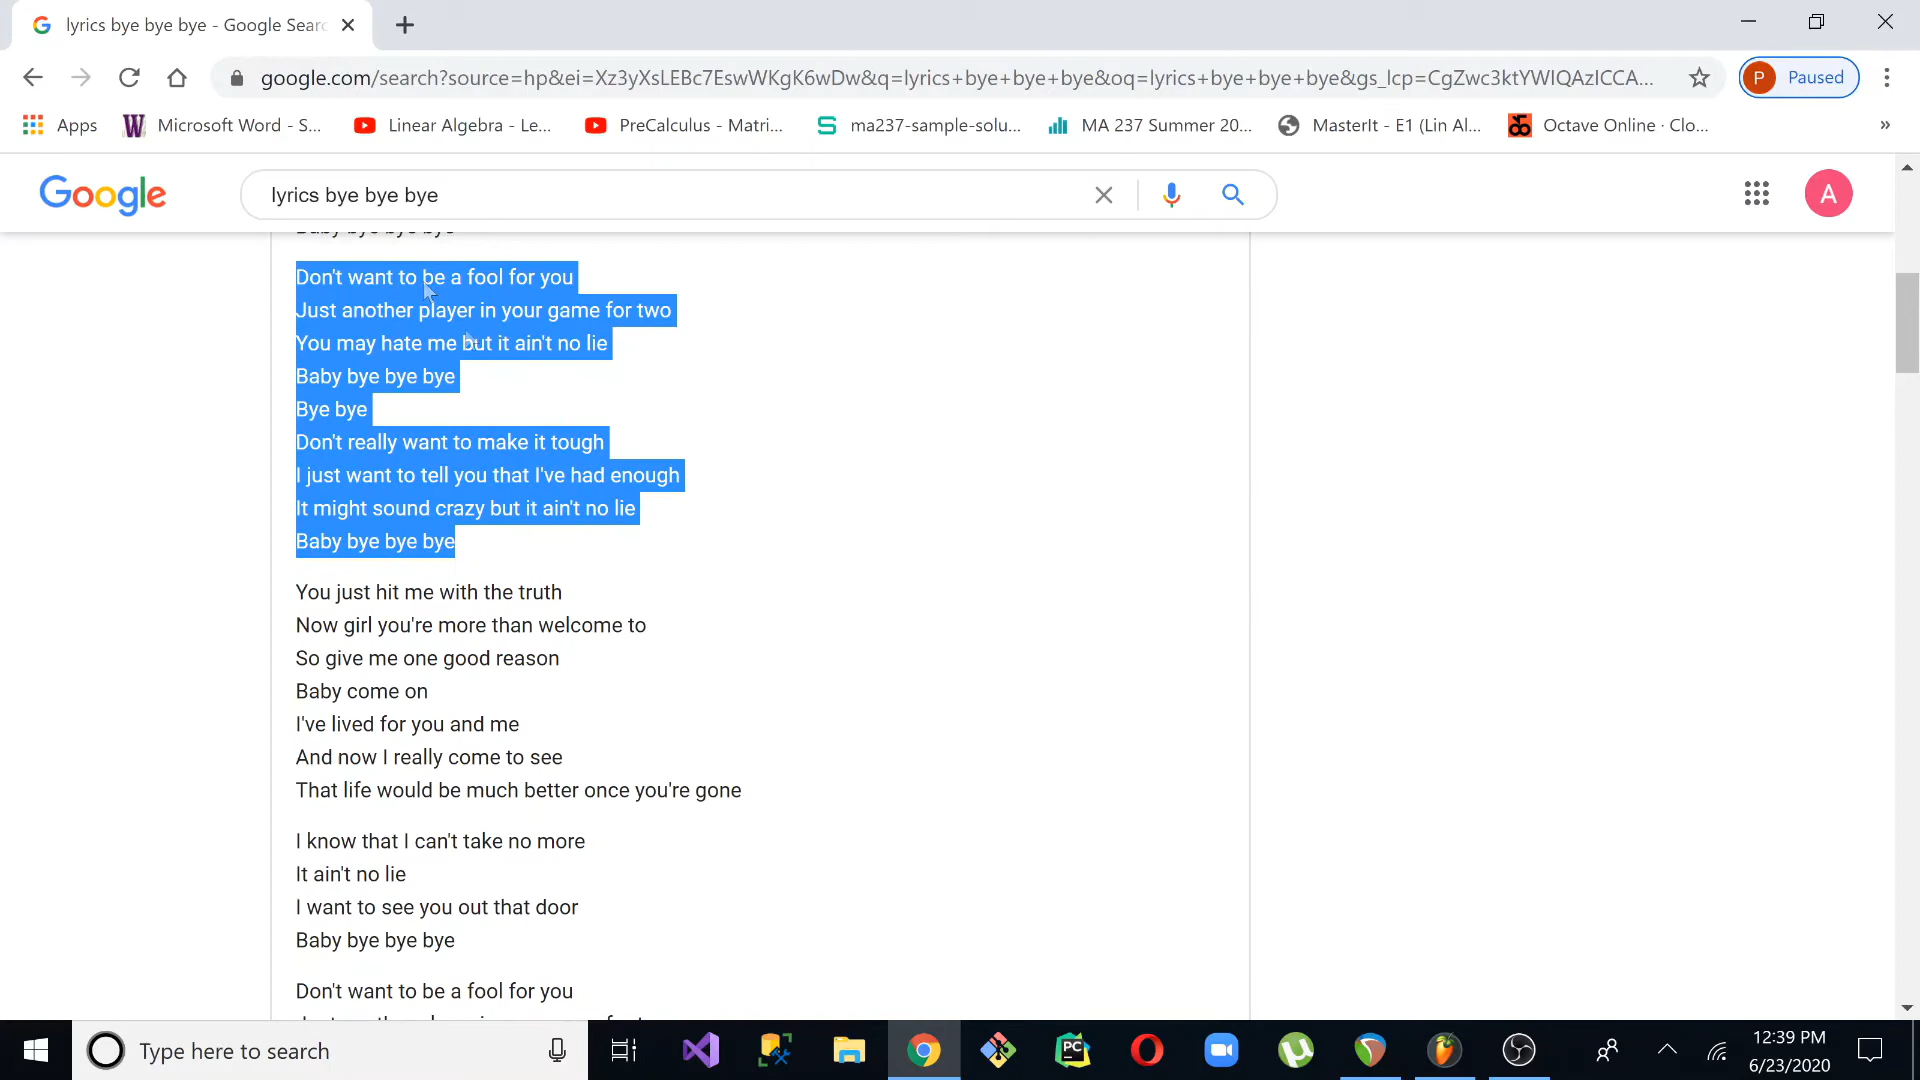 lyrics bye bye bye - Google Searc
google.com/search?source=hp&ei=Xz3yXsLEBc7EswWKgK6wDw&q=lyrics+bye+bye+bye&oq=lyrics+bye+bye+bye&gs_lcp=CgZwc3ktYWIQAzICCA...
P Paused
Apps
W Microsoft Word - S...
Linear Algebra - Le...
PreCalculus - Matri...
ma237-sample-solu...
MA 237 Summer 20...
MasterIt - E1 (Lin Al...
Octave Online · Clo...
»
Google
lyrics bye bye bye
A
Baby bye bye bye
Don't want to be a fool for you
Just another player in your game for two
You may hate me but it ain't no lie
Baby bye bye bye
Bye bye
Don't really want to make it tough
I just want to tell you that I've had enough
It might sound crazy but it ain't no lie
Baby bye bye bye
You just hit me with the truth
Now girl you're more than welcome to
So give me one good reason
Baby come on
I've lived for you and me
And now I really come to see
That life would be much better once you're gone
I know that I can't take no more
It ain't no lie
I want to see you out that door
Baby bye bye bye
Don't want to be a fool for you
Type here to search
PC
12:39 PM
6/23/2020